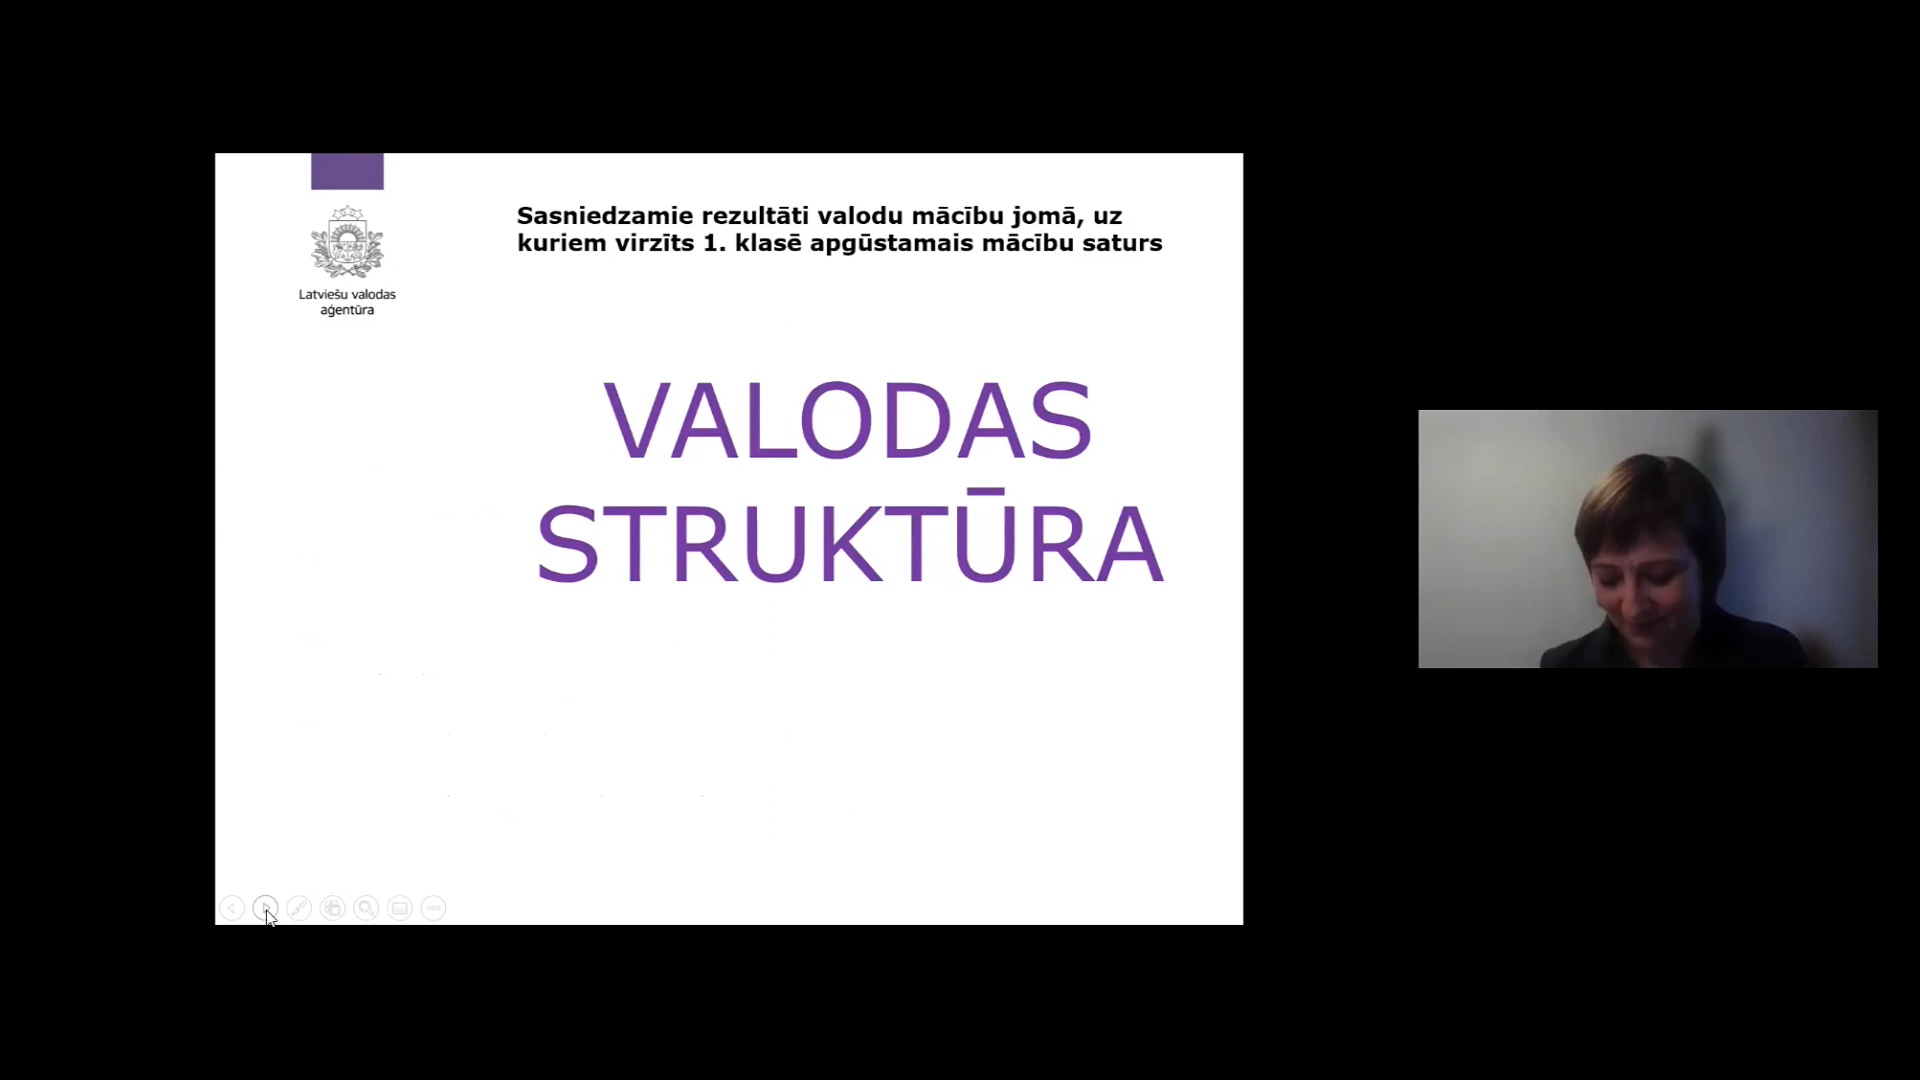 Sasniedzamie rezultāti valodu mācību jomā, uz
kuriem virzīts 1. klasē apgūstamais mācību saturs
Latviešu valodas
aģentūra
VALODAS
STRUKTŪRA